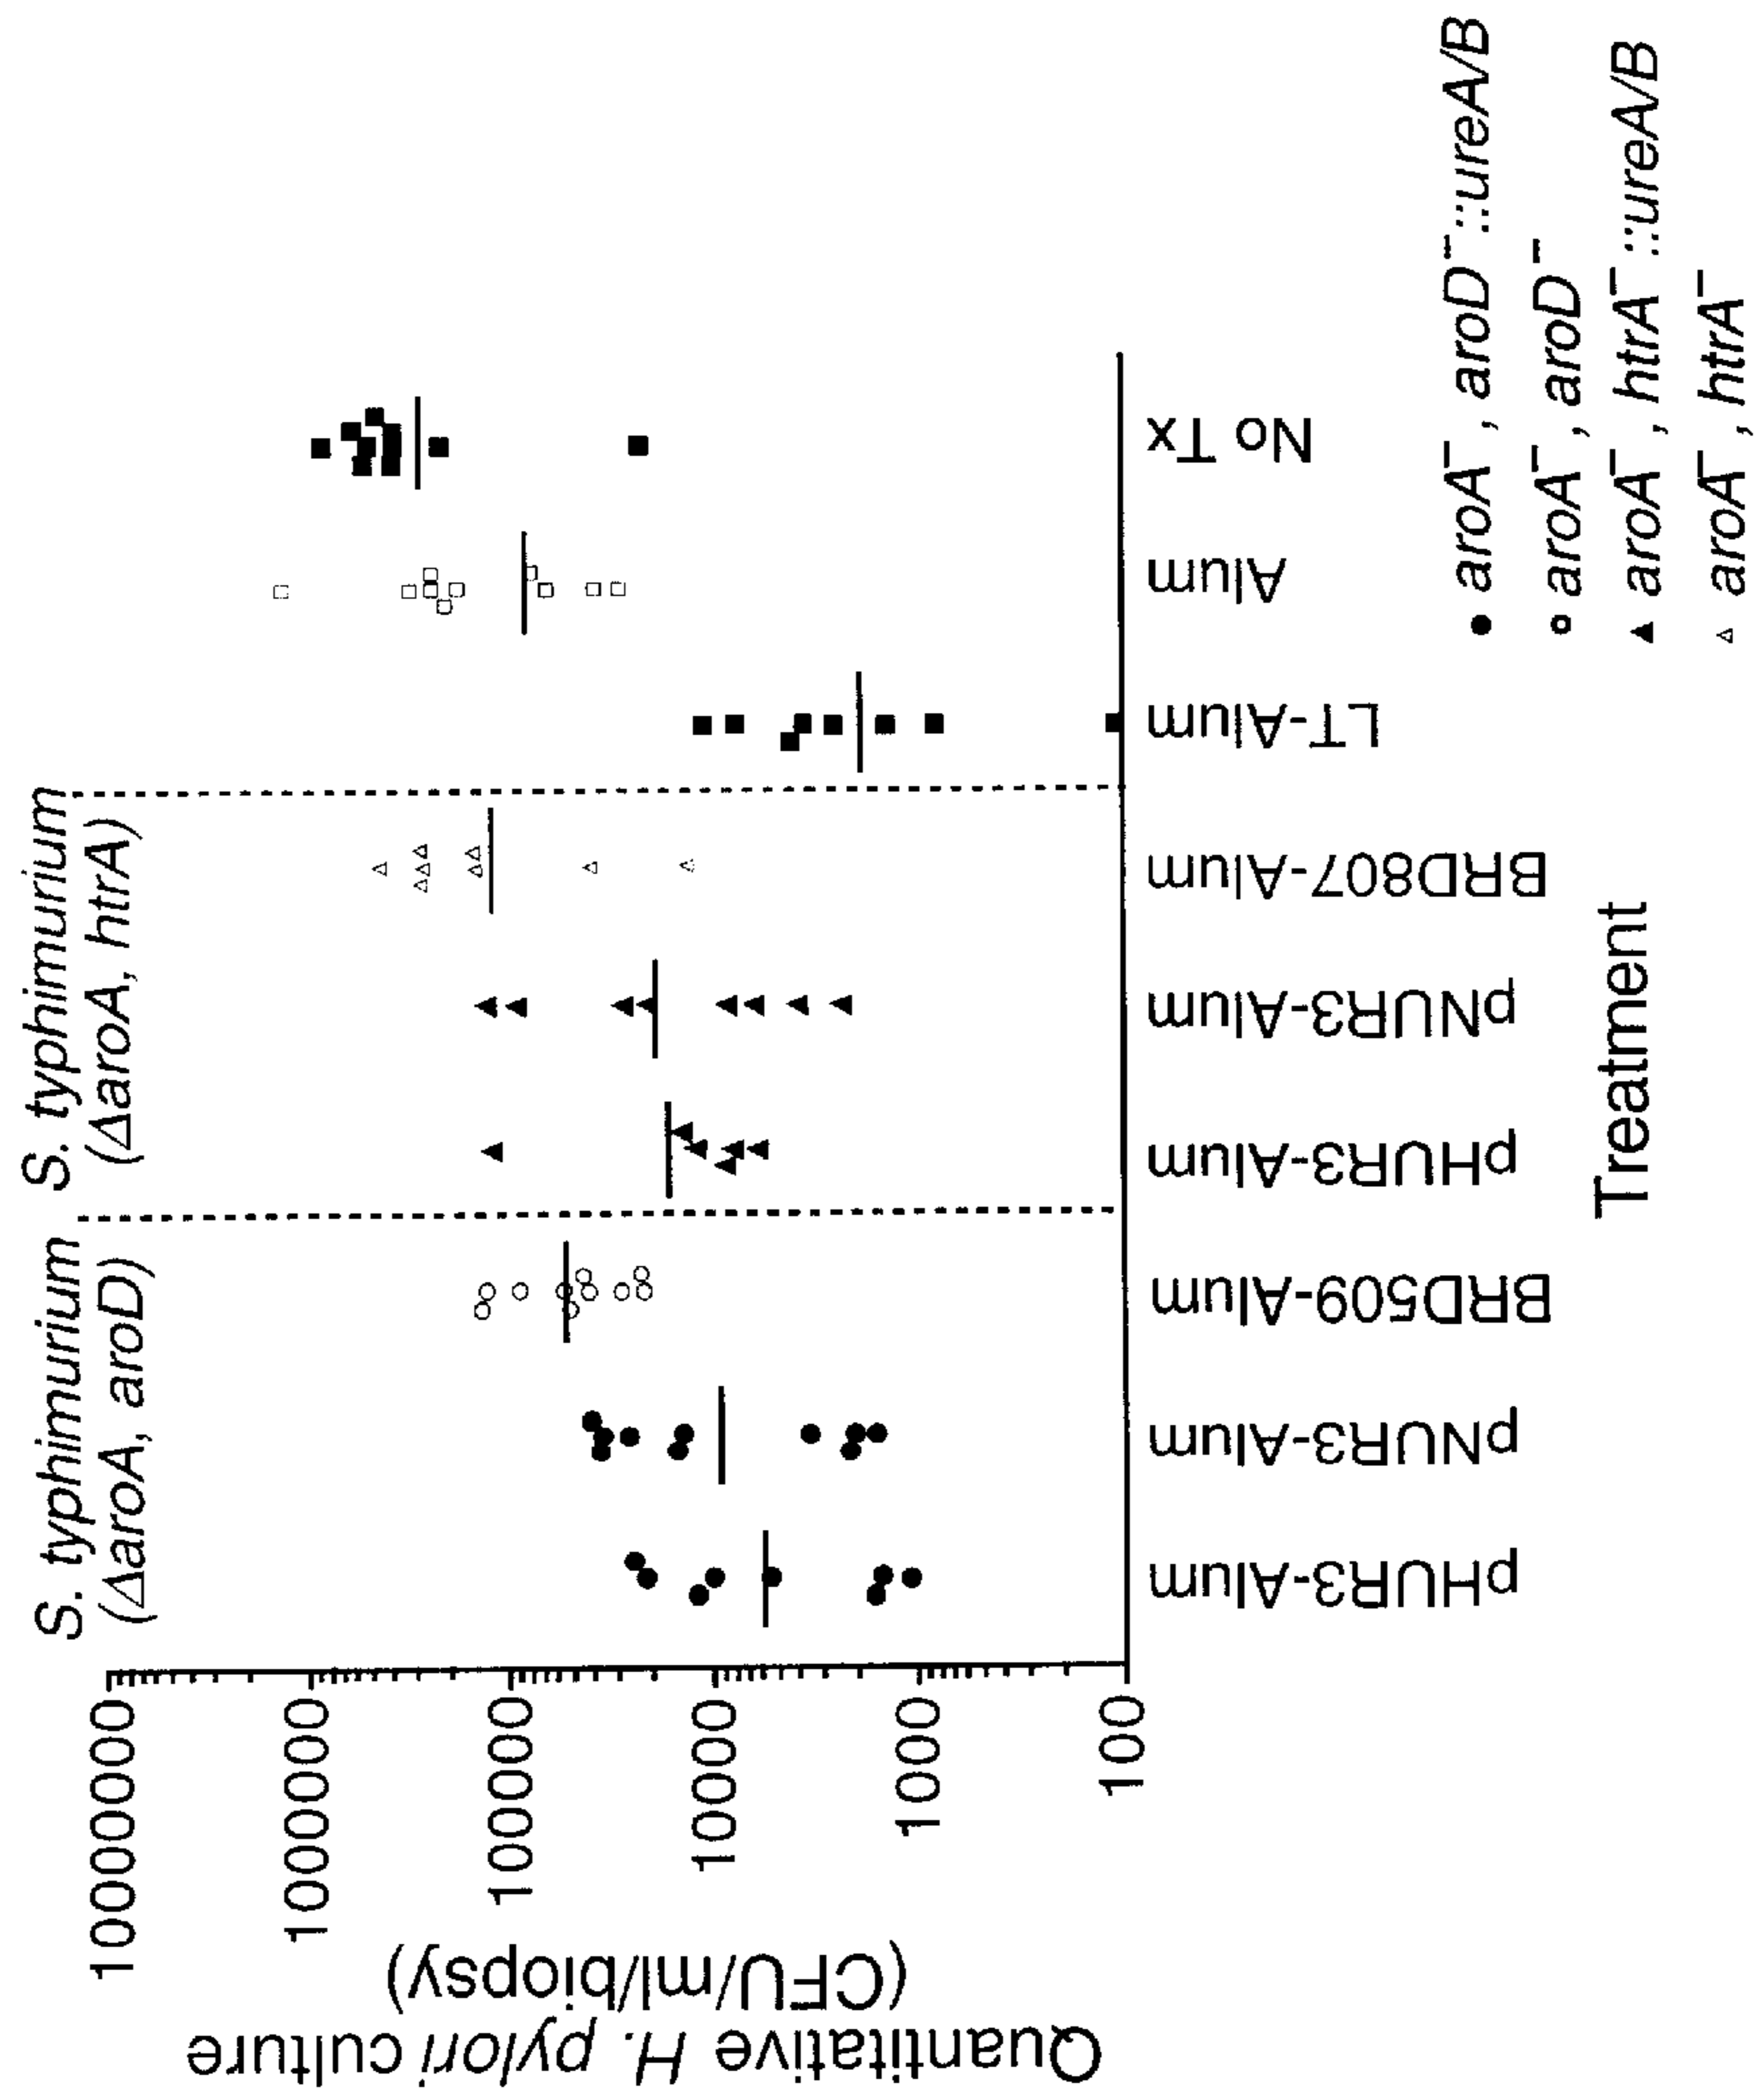 S. typhimurium
(ΔaroA, aroD)
S. typhimurium
(ΔaroA, htrA)
Quantitative H. pylori culture
(CFU/ml/biopsy)
10000000
1000000
100000
10000
1000
100
pHUR3-Alum
pNUR3-Alum
BRD509-Alum
pHUR3-Alum
pNUR3-Alum
BRD807-Alum
LT-Alum
Alum
No Tx
Treatment
aroA⁻, aroD⁻::ureA/B
aroA⁻, aroD⁻
aroA⁻, htrA⁻::ureA/B
aroA⁻, htrA⁻